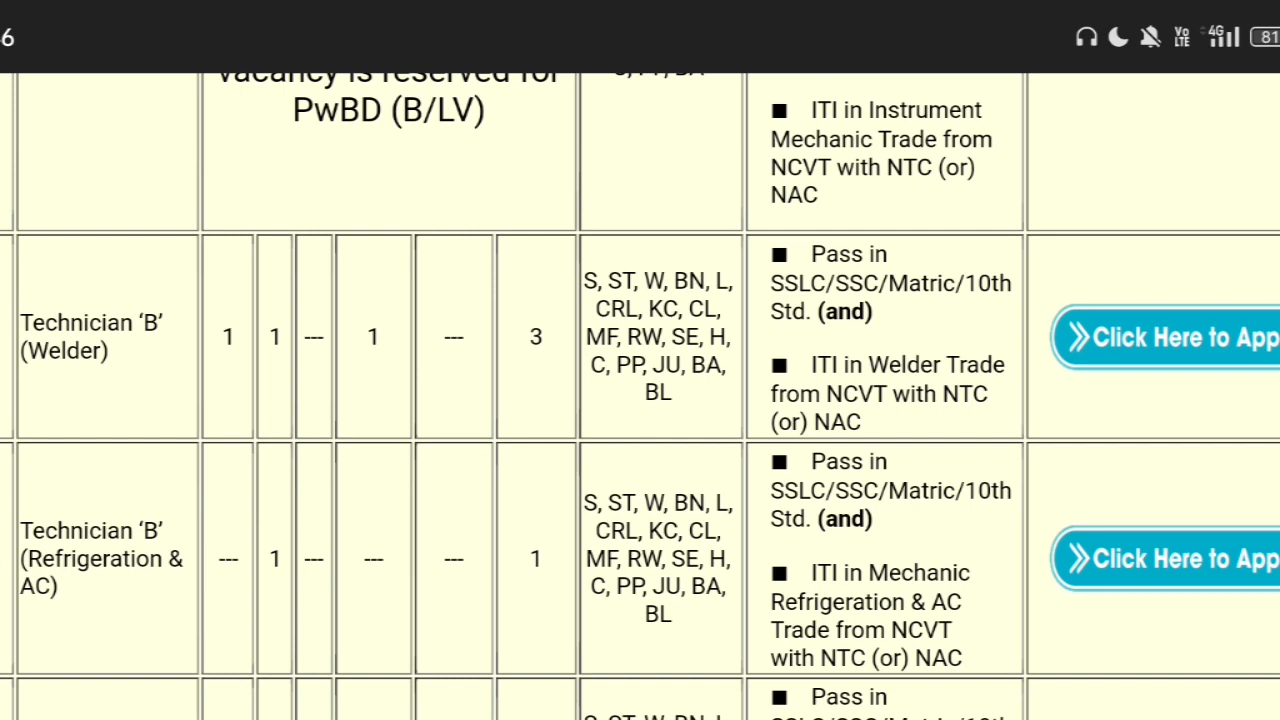 6
Vo
LTE
4G
81
vacancy is reserved for
PwBD (B/LV)
■ ITI in Instrument
Mechanic Trade from
NCVT with NTC (or)
NAC
Technician ‘B’
(Welder)
1
1
---
1
---
3
S, ST, W, BN, L,
CRL, KC, CL,
MF, RW, SE, H,
C, PP, JU, BA,
BL
■ Pass in
SSLC/SSC/Matric/10th
Std. (and)
■ ITI in Welder Trade
from NCVT with NTC
(or) NAC
Click Here to App
Technician ‘B’
(Refrigeration &
AC)
---
1
---
---
---
1
S, ST, W, BN, L,
CRL, KC, CL,
MF, RW, SE, H,
C, PP, JU, BA,
BL
■ Pass in
SSLC/SSC/Matric/10th
Std. (and)
■ ITI in Mechanic
Refrigeration & AC
Trade from NCVT
with NTC (or) NAC
Click Here to App
■ Pass in